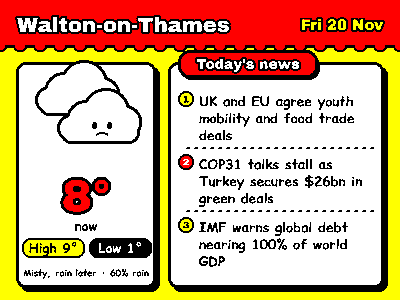 Walton-on-Thames
Fri 20 Nov
8°
now
High 9°
Low 1°
Misty, rain later · 60% rain
Today's news
1 UK and EU agree youth
mobility and food trade
deals
2 COP31 talks stall as
Turkey secures $26bn in
green deals
3 IMF warns global debt
nearing 100% of world
GDP